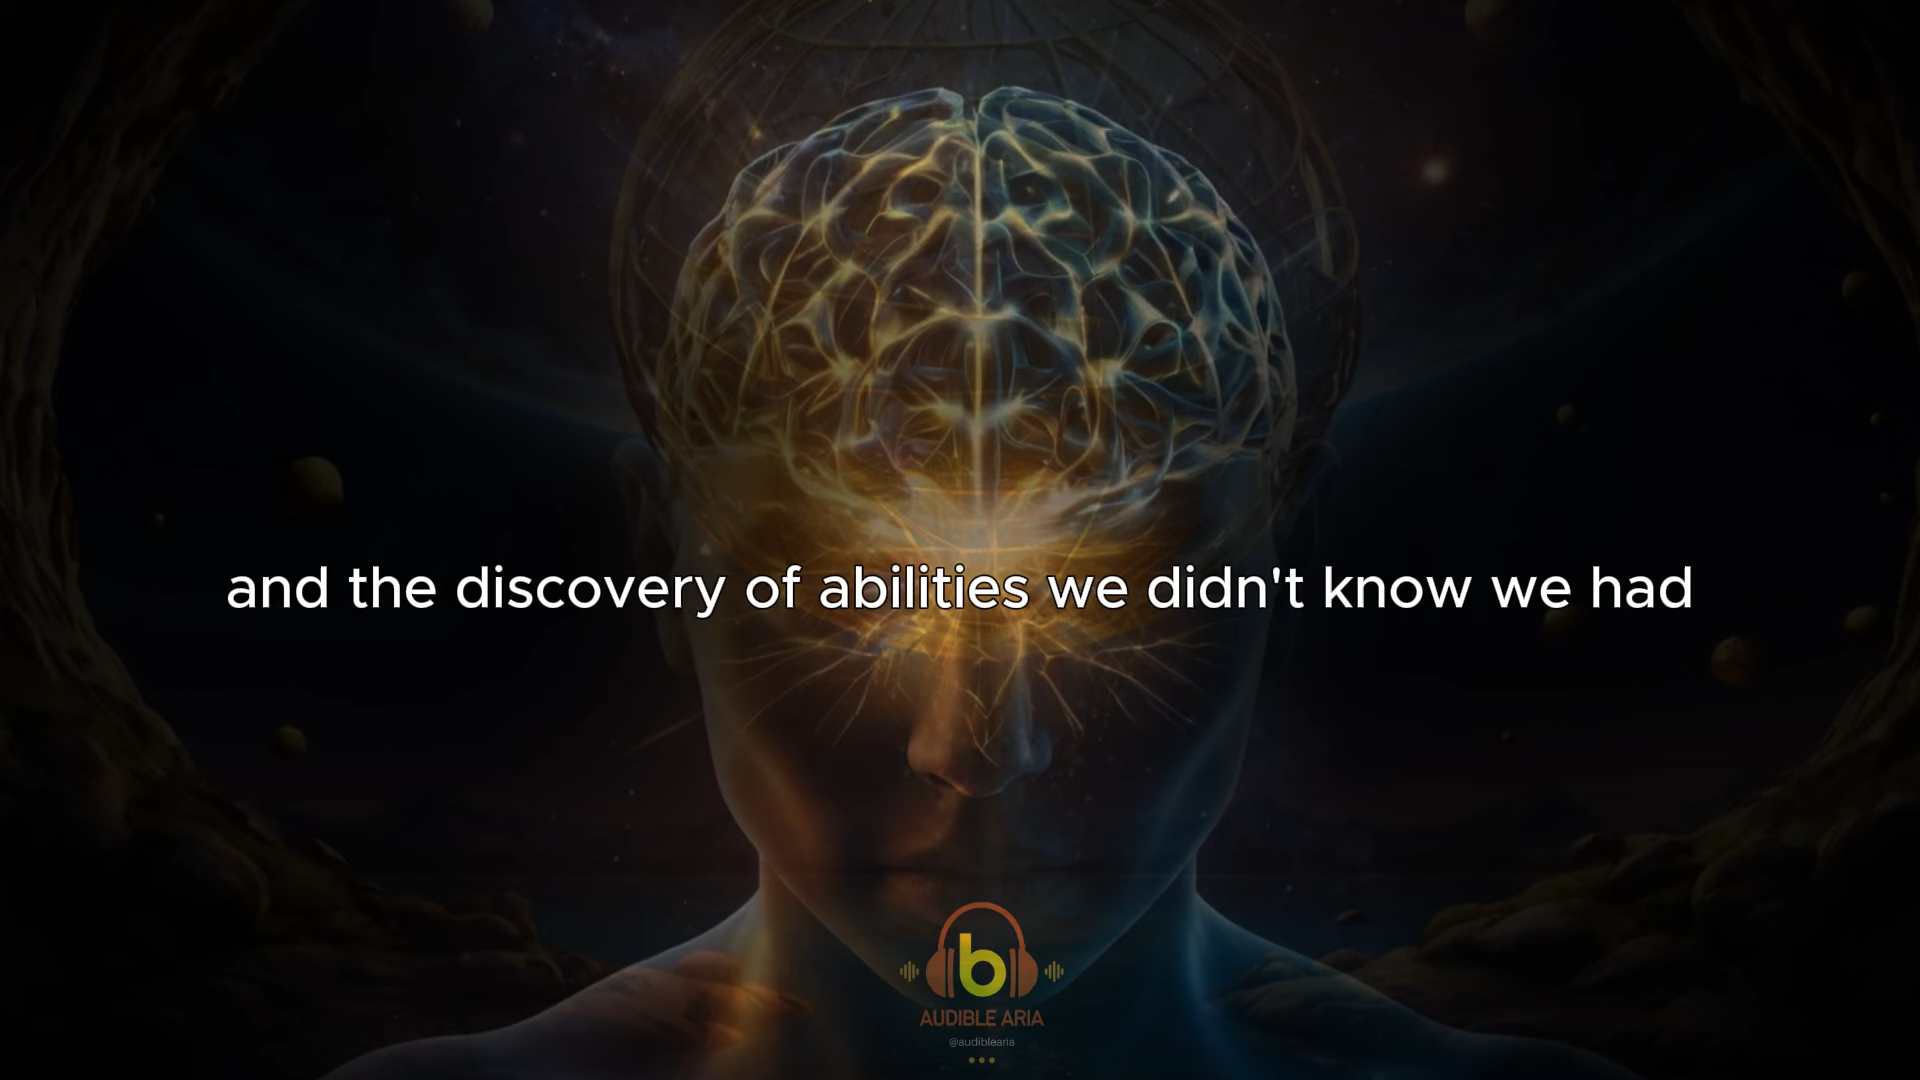 and the discovery of abilities we didn't know we had
b
AUDIBLE ARIA
@audiblearia